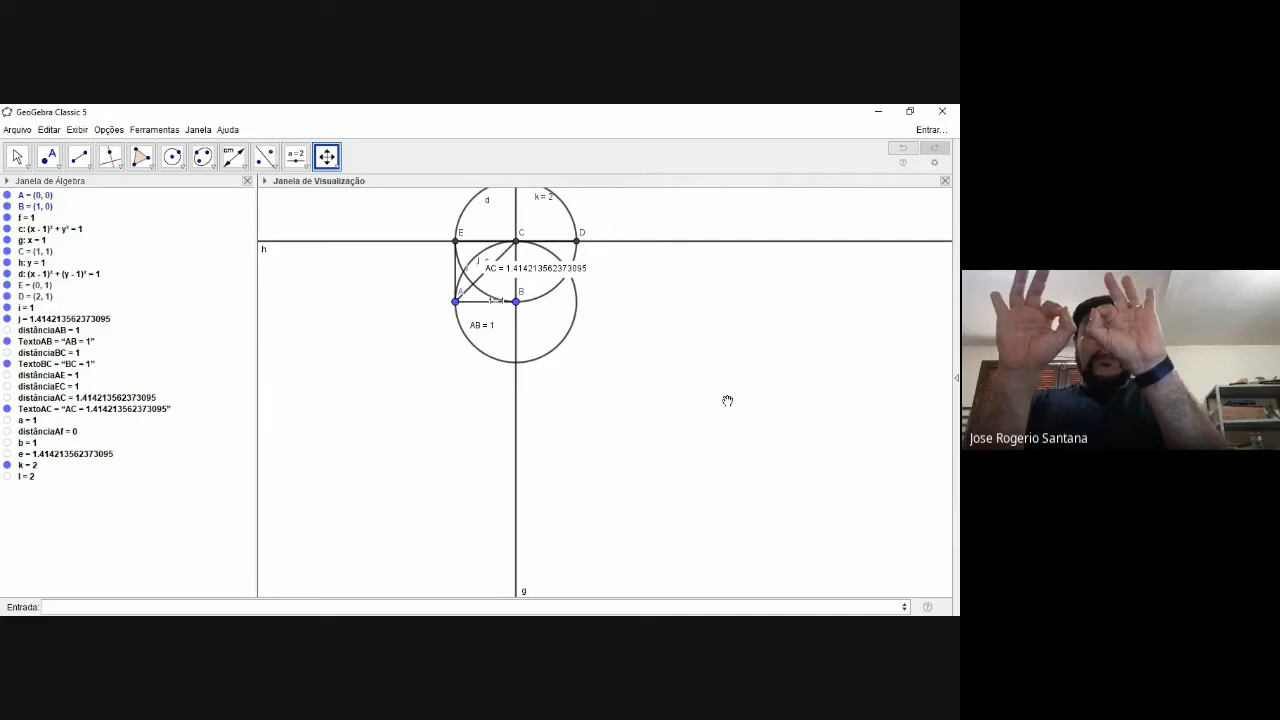 GeoGebra Classic 5
Arquivo Editar Exibir Opções Ferramentas Janela Ajuda
Entrar...
cm
a = 2
Janela de Álgebra
Janela de Visualização
A = (0, 0)
B = (1, 0)
f = 1
c: (x - 1)² + y² = 1
g: x = 1
C = (1, 1)
h: y = 1
d: (x - 1)² + (y - 1)² = 1
E = (0, 1)
D = (2, 1)
i = 1
j = 1.414213562373095
distânciaAB = 1
TextoAB = “AB = 1”
distânciaBC = 1
TextoBC = “BC = 1”
distânciaAE = 1
distânciaEC = 1
distânciaAC = 1.414213562373095
TextoAC = “AC = 1.414213562373095”
a = 1
distânciaAf = 0
b = 1
e = 1.414213562373095
k = 2
l = 2
d
k = 2
E
C
D
h
j
AC = 1.414213562373095
A
B
AB = 1
g
Entrada:
Jose Rogerio Santana